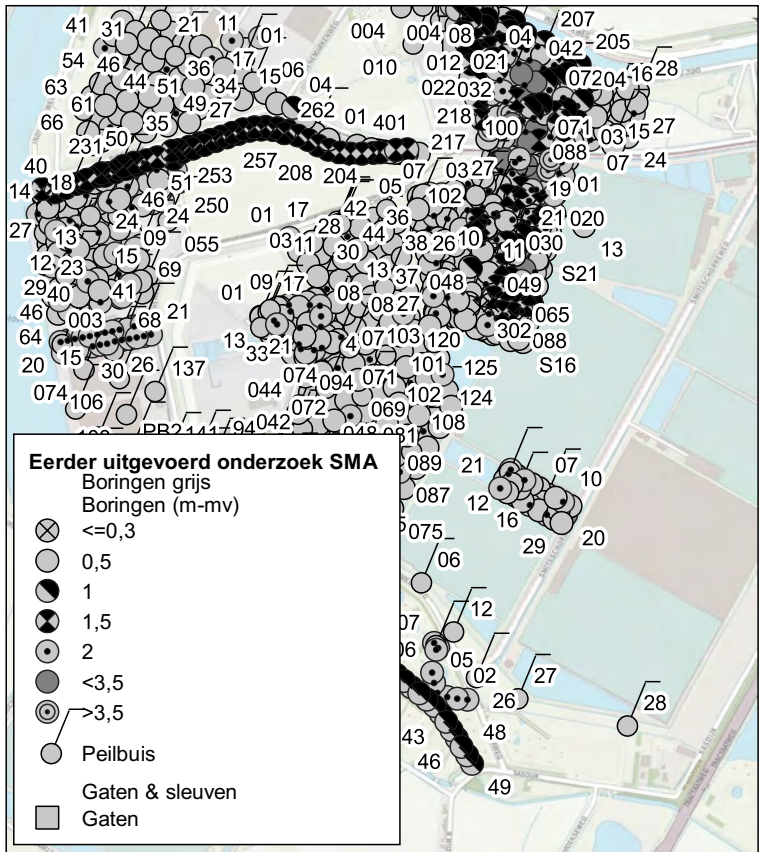 41 31 21 11 01
54 46 44 51 36 17 15 06 04
63 61 49 34 27 262
66 35 01 401
231 50
40 18 257 208 204 07 217
14 51 253
46 24 24 250
27 13 09 055
12 23 15
29 40 41 69
46 003 68 21
64 15
20 30 26 137
074 106
004 004 08 04 207
010 012 021 042 205
022 032 072 04 16 28
218 100 071 03 15 27
088 07 24
05 03 27 19 01
42 102
01 17 28 36 21 020
03 11 44 38 26 10 11 030 13
30 13 37 S21
09 17 048 049
01 08 08 27 065
302 088
13 33 21 4 07 103 120 S16
074 094 071 101 125
044 102 124
072 069 108
PB2 141 94 042 048 081
089
087
075
06
21 07 10
12 16
29 20
07 12
06 05 02 27
26 28
43 48
46
49
SMITSSCHORREWEG
SASDIJK
TRACTAATWEG
Eerder uitgevoerd onderzoek SMA
Boringen grijs
Boringen (m-mv)
<=0,3
0,5
1
1,5
2
<3,5
>3,5
Peilbuis
Gaten & sleuven
Gaten